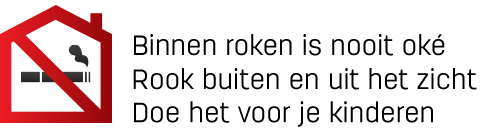 Binnen roken is nooit oké
Rook buiten en uit het zicht
Doe het voor je kinderen